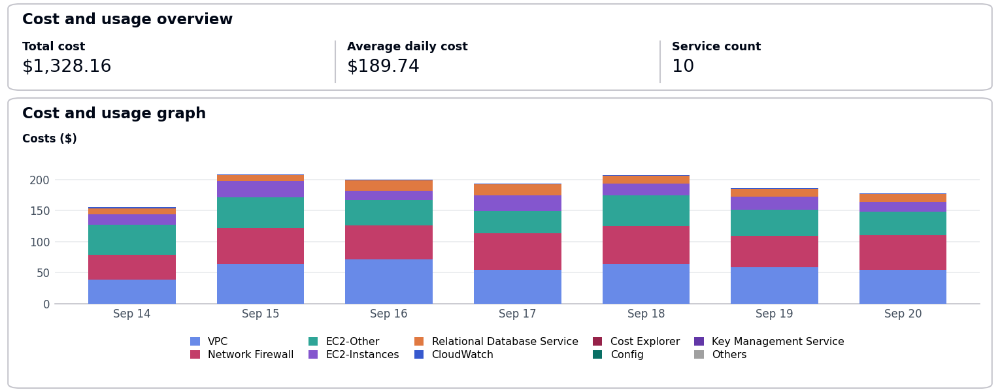 Cost and usage overview
Total cost
Average daily cost
Service count
$1,328.16
$189.74
10
Cost and usage graph
Costs ($)
200
150
100
50
0
Sep 14
Sep 15
Sep 16
Sep 17
Sep 18
Sep 19
Sep 20
VPC
EC2-Other
Relational Database Service
Cost Explorer
Key Management Service
Network Firewall
EC2-Instances
CloudWatch
Config
Others